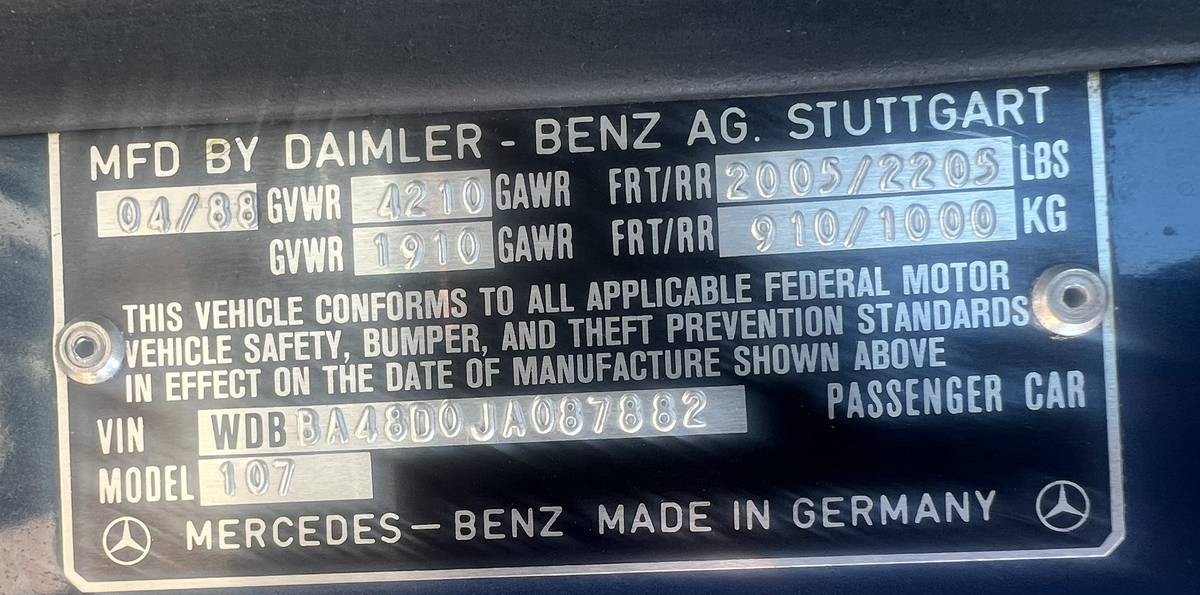 MFD BY DAIMLER - BENZ AG. STUTTGART
04/88 GVWR 4210 GAWR FRT/RR 2005/2205 LBS
GVWR 1910 GAWR FRT/RR 910/1000 KG
THIS VEHICLE CONFORMS TO ALL APPLICABLE FEDERAL MOTOR
VEHICLE SAFETY, BUMPER, AND THEFT PREVENTION STANDARDS
IN EFFECT ON THE DATE OF MANUFACTURE SHOWN ABOVE
VIN WDBBA48D0JA087882 PASSENGER CAR
MODEL 107
MERCEDES - BENZ MADE IN GERMANY